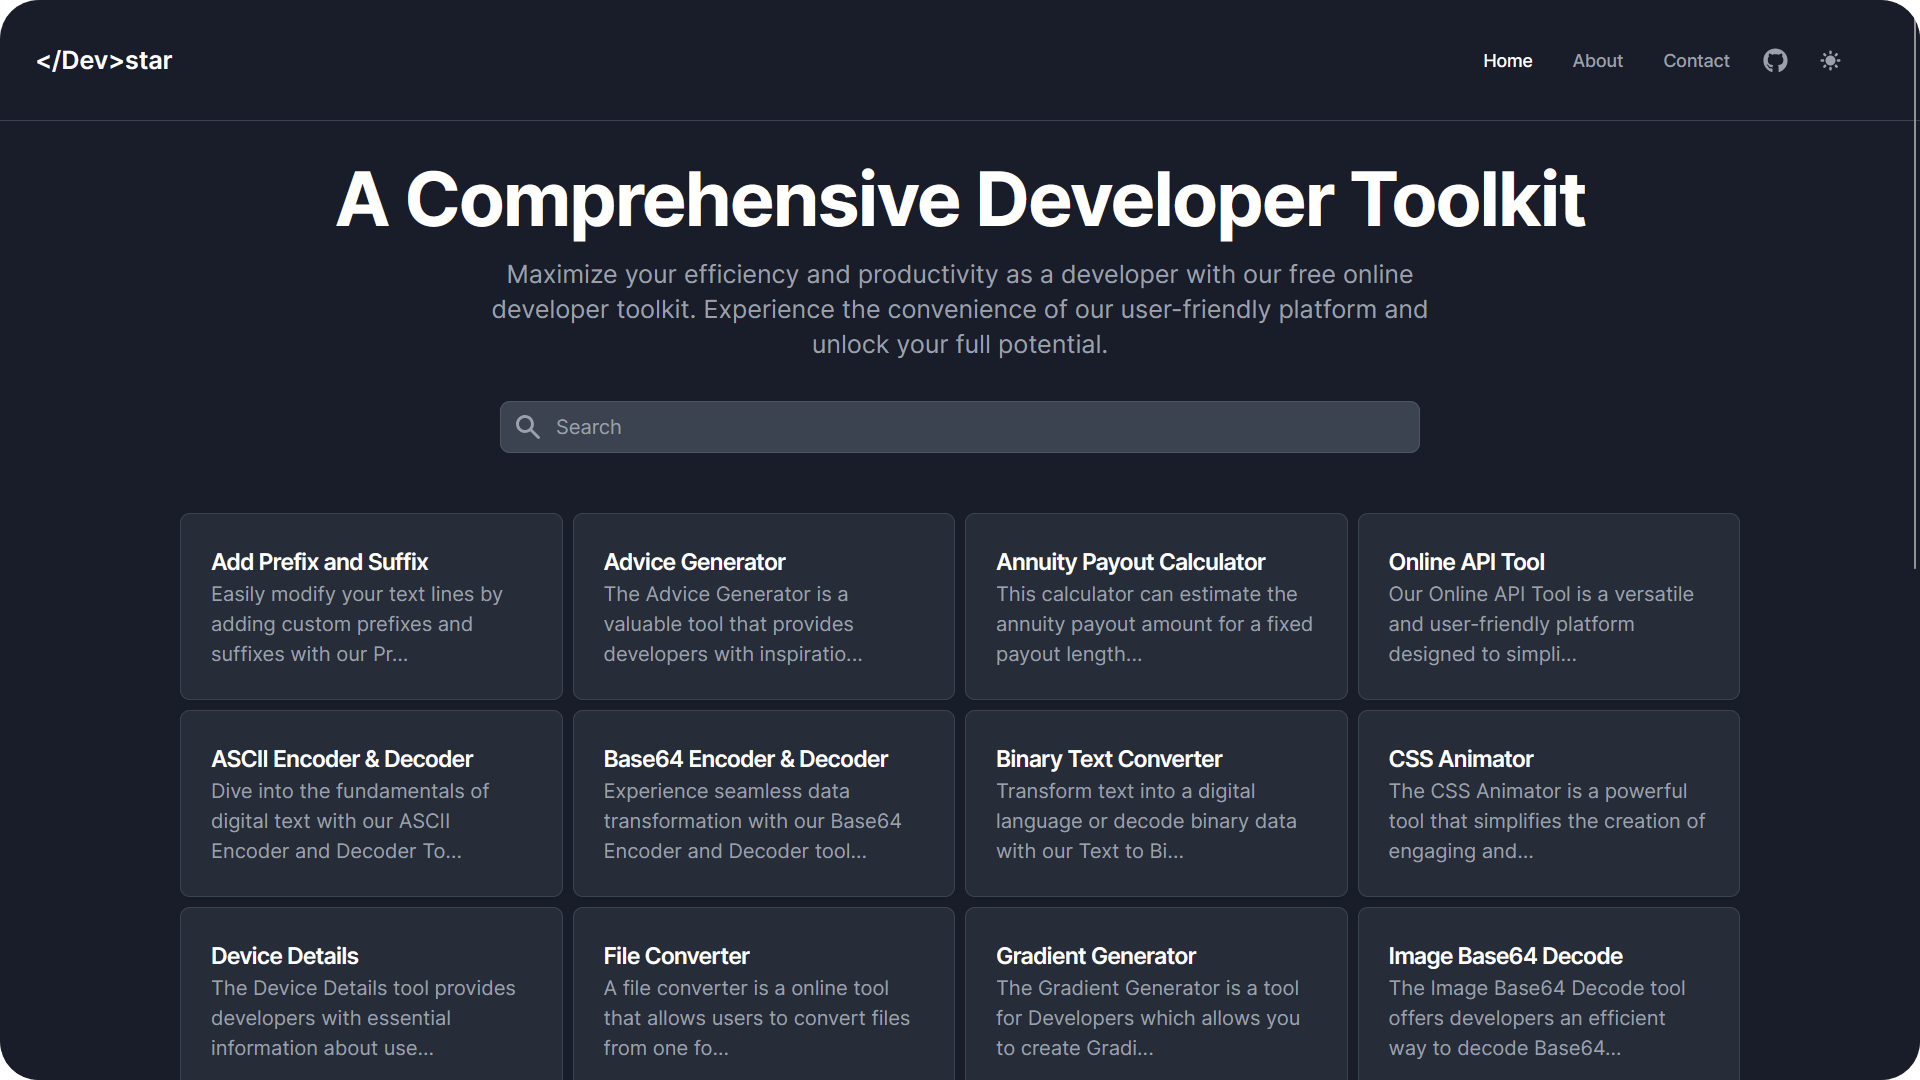 </Dev>star
Home
About
Contact
A Comprehensive Developer Toolkit
Maximize your efficiency and productivity as a developer with our free online
developer toolkit. Experience the convenience of our user-friendly platform and
unlock your full potential.
Search
Add Prefix and Suffix
Easily modify your text lines by
adding custom prefixes and
suffixes with our Pr...
Advice Generator
The Advice Generator is a
valuable tool that provides
developers with inspiratio...
Annuity Payout Calculator
This calculator can estimate the
annuity payout amount for a fixed
payout length...
Online API Tool
Our Online API Tool is a versatile
and user-friendly platform
designed to simpli...
ASCII Encoder & Decoder
Dive into the fundamentals of
digital text with our ASCII
Encoder and Decoder To...
Base64 Encoder & Decoder
Experience seamless data
transformation with our Base64
Encoder and Decoder tool...
Binary Text Converter
Transform text into a digital
language or decode binary data
with our Text to Bi...
CSS Animator
The CSS Animator is a powerful
tool that simplifies the creation of
engaging and...
Device Details
The Device Details tool provides
developers with essential
information about use...
File Converter
A file converter is a online tool
that allows users to convert files
from one fo...
Gradient Generator
The Gradient Generator is a tool
for Developers which allows you
to create Gradi...
Image Base64 Decode
The Image Base64 Decode tool
offers developers an efficient
way to decode Base64...